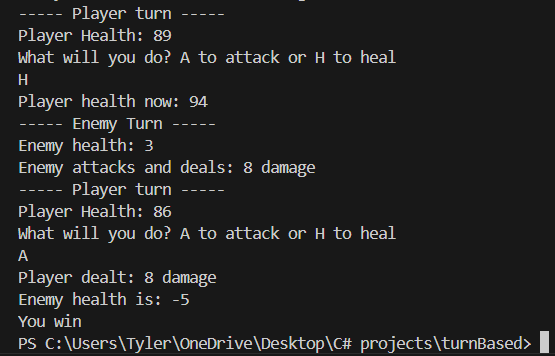 ----- Player turn -----
Player Health: 89
What will you do? A to attack or H to heal
H
Player health now: 94
----- Enemy Turn -----
Enemy health: 3
Enemy attacks and deals: 8 damage
----- Player turn -----
Player Health: 86
What will you do? A to attack or H to heal
A
Player dealt: 8 damage
Enemy health is: -5
You win
PS C:\Users\Tyler\OneDrive\Desktop\C# projects\turnBased>